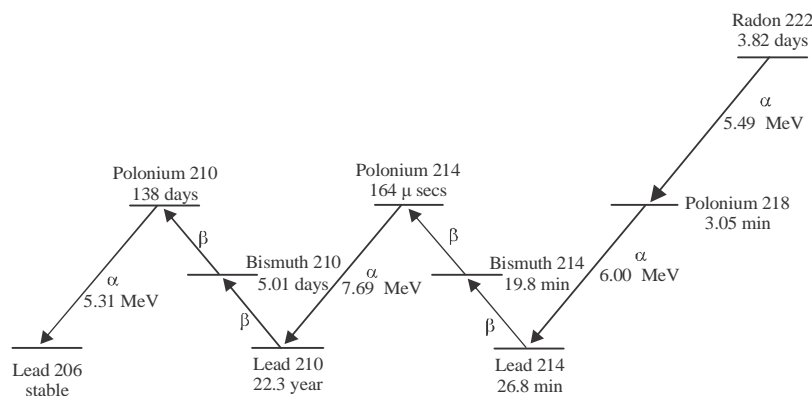 Radon 222
3.82 days
α
5.49 MeV
Polonium 210
138 days
Polonium 214
164 μ secs
Polonium 218
3.05 min
β
β
α
5.31 MeV
Bismuth 210
5.01 days
α
7.69 MeV
Bismuth 214
19.8 min
α
6.00 MeV
β
β
Lead 206
stable
Lead 210
22.3 year
Lead 214
26.8 min